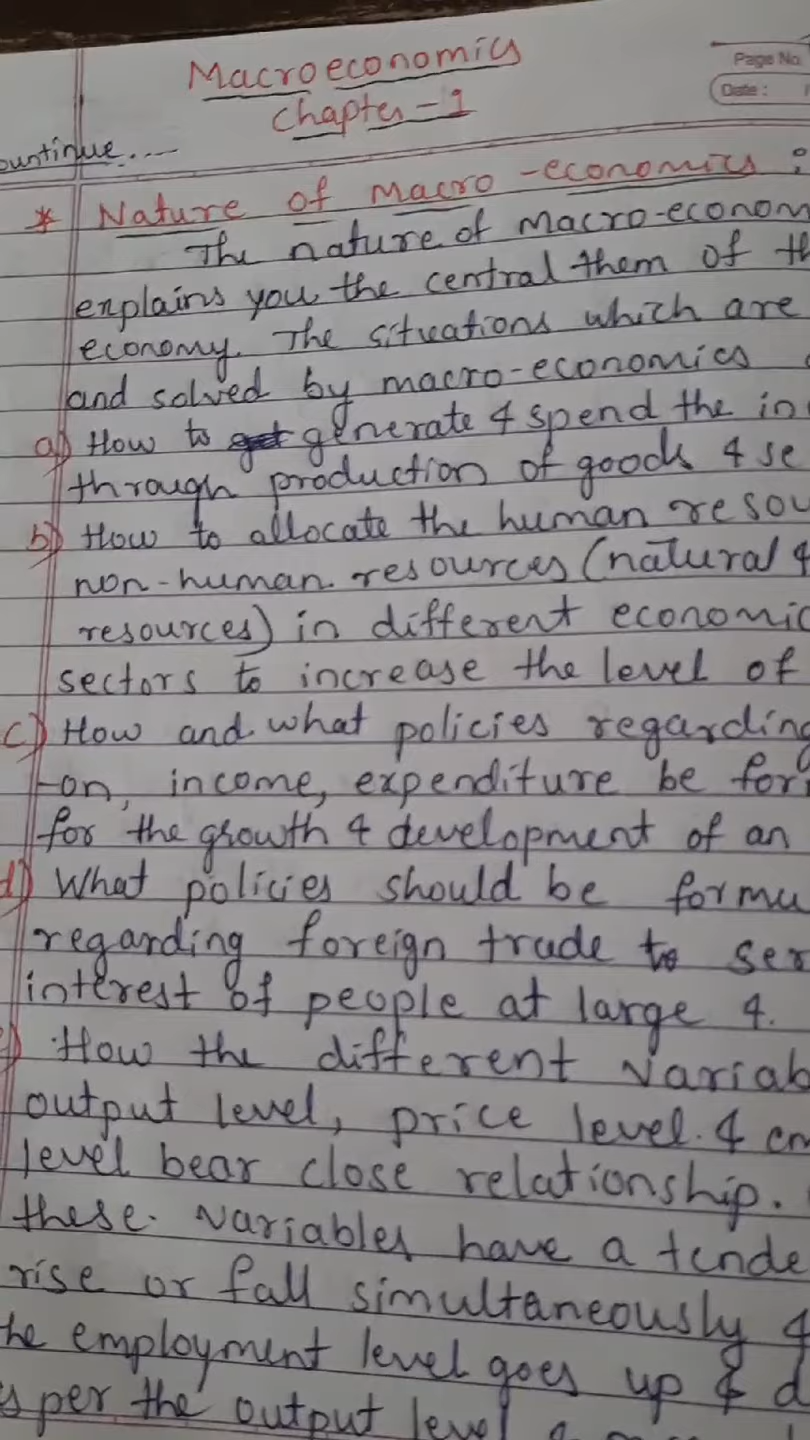 Macroeconomics
Page No.
Chapter-1
Date :
ountinue....
* Nature of Macro-economics :
The nature of Macro-econom
explains you the central them of th
economy. The situations which are
and solved by macro-economics
a) How to generate & spend the in
through production of goods & se
b) How to allocate the human resou
non-human resources (natural &
resources) in different economic
sectors to increase the level of
c) How and what policies regarding
-on, income, expenditure be for
for the growth & development of an
d) What policies should be formu
regarding foreign trade to ser
interest of people at large &.
How the different Variab
output level, price level. & em
level bear close relationship.
these. Variables have a tende
rise or fall simultaneously &
he employment level goes up & d
s per the output level